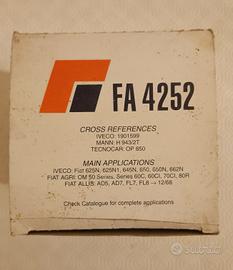 FA 4252
CROSS REFERENCES
IVECO: 1901599
MANN: H 943/2T
TECNOCAR: OP 850
MAIN APPLICATIONS
IVECO: Fiat 625N, 625N1, 645N, 650, 650N, 662N
FIAT AGRI: OM 50 Series, Series 60C, 60CI, 70CI, 80R
FIAT ALLIS: AD5, AD7, FL7, FL8 → 12/68
Check Catalogue for complete applications
subito